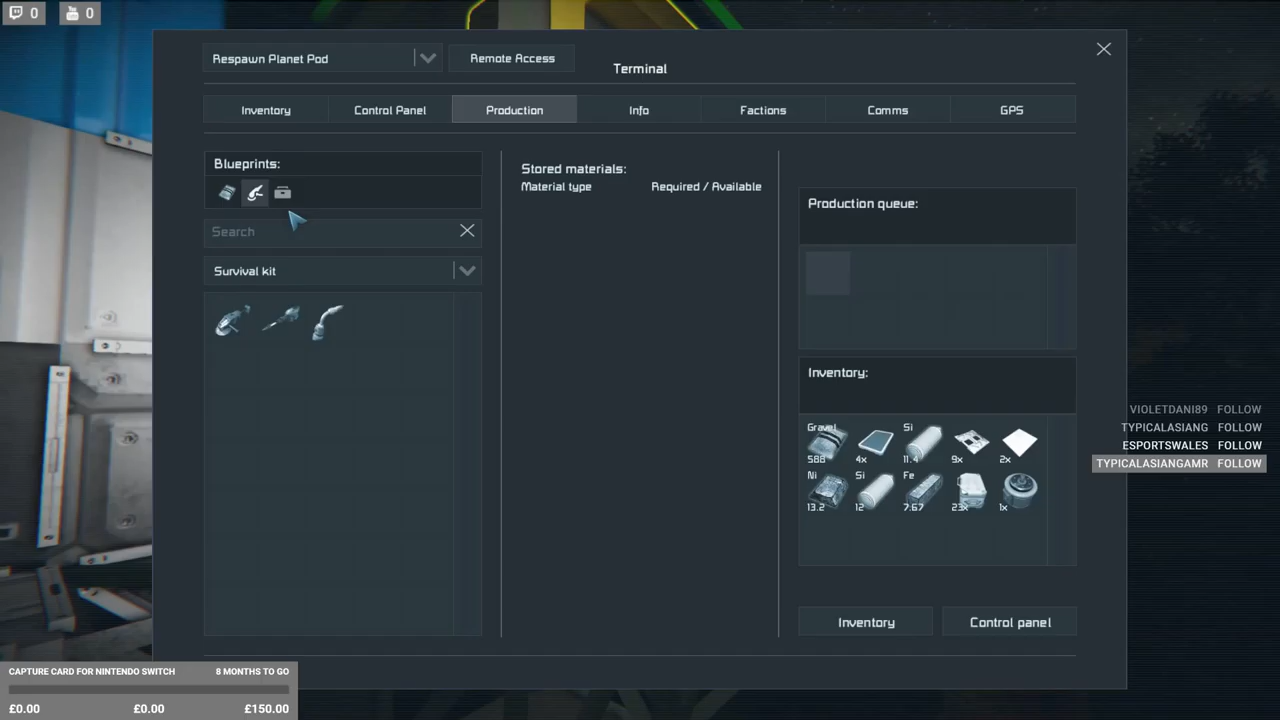 0 0
Respawn Planet Pod Remote Access
Terminal
Inventory Control Panel Production Info Factions Comms GPS
Blueprints:
Search
Survival kit
Stored materials:
Material type Required / Available
Production queue:
Inventory:
Gravel Si
588 4x 11.4 9x 2x
Ni Si Fe
13.2 12 7.67 23x 1x
Inventory Control panel
VIOLETDANI89 FOLLOW
TYPICALASIANG FOLLOW
ESPORTSWALES FOLLOW
TYPICALASIANGAMR FOLLOW
CAPTURE CARD FOR NINTENDO SWITCH 8 MONTHS TO GO
£0.00 £0.00 £150.00